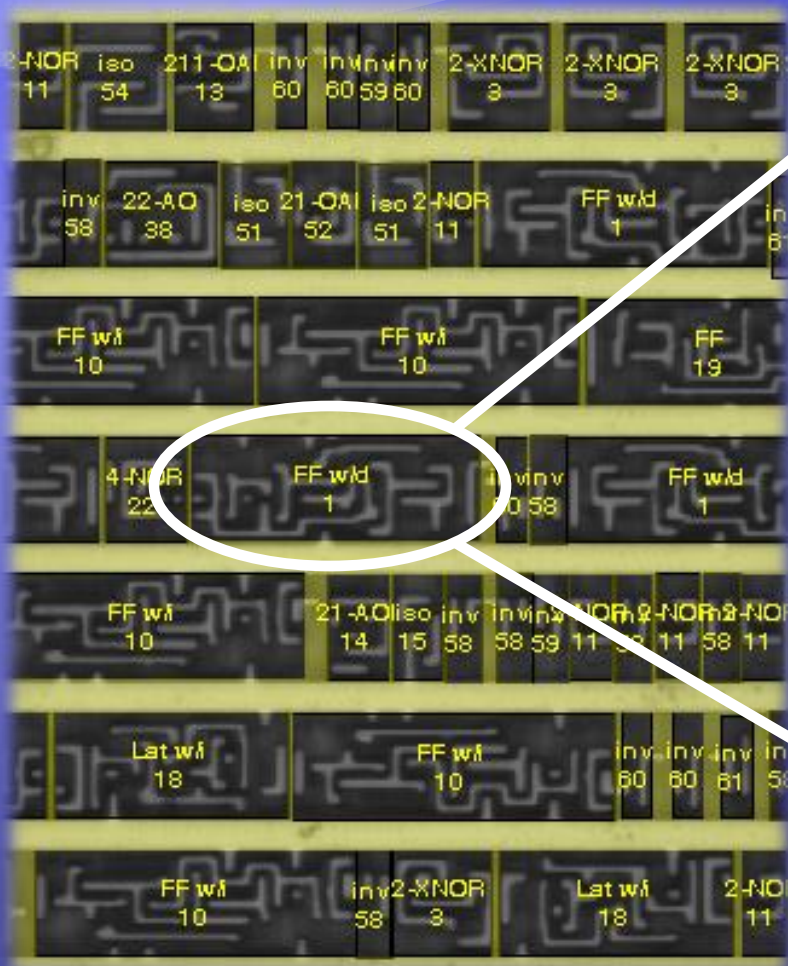 2-NOR iso 211-OAI inv inv inv inv 2-XNOR 2-XNOR 2-XNOR
11 54 13 60 60 59 60 3 3 3
inv 22-AO iso 21-OAI iso 2-NOR FF w/d
58 38 51 52 51 11 1
FF w/i FF w/i FF
10 10 19
4-NOR FF w/d inv FF w/d
22 1 58 1
FF w/i 21-AOI iso inv inv
10 14 15 58 58 59 11 11 58 11
Lat w/i FF w/i inv inv inv
18 10 60 60 61
FF w/i inv 2-XNOR Lat w/i
10 58 3 18 11